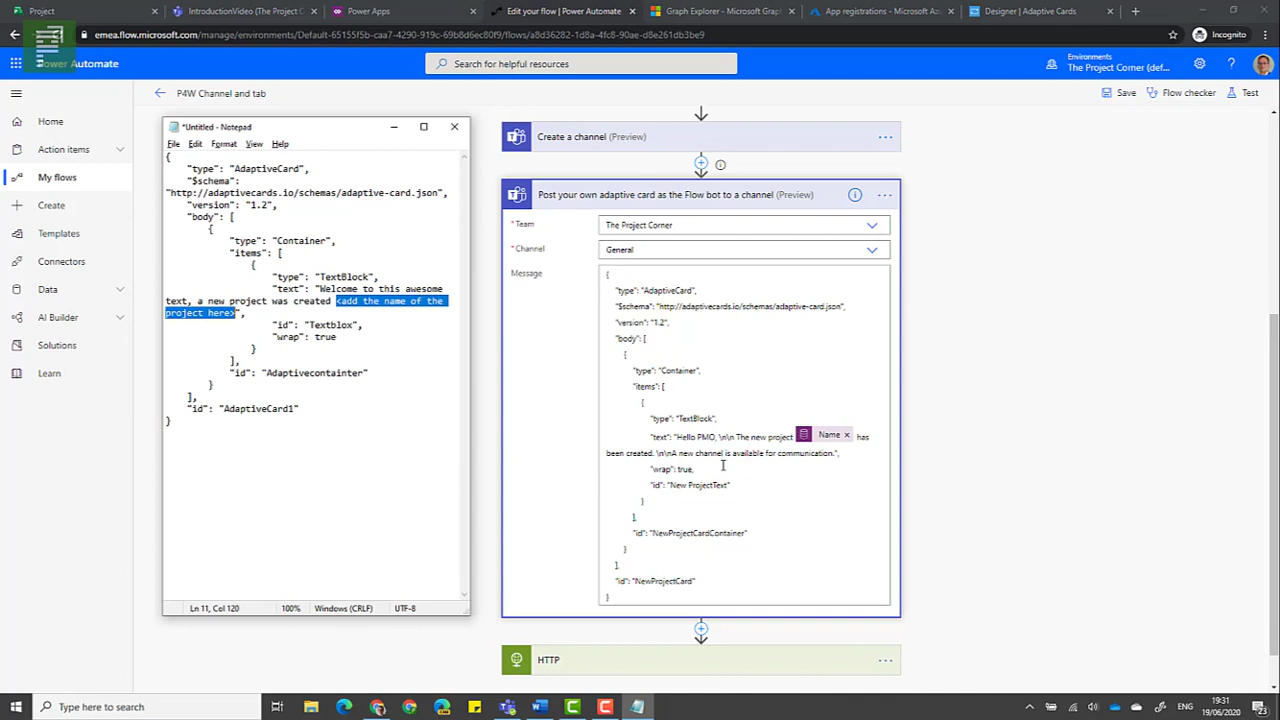 Project
IntroductionVideo (The Project C
Power Apps
Edit your flow | Power Automate
Graph Explorer - Microsoft Grap
App registrations - Microsoft Az
Designer | Adaptive Cards
emea.flow.microsoft.com/manage/environments/Default-65155f5b-caa7-4290-919c-69b8d6ec80f9/flows/a8d36282-1d8a-4fc8-90ae-d8e261db3be9
Incognito
Power Automate
Search for helpful resources
Environments
The Project Corner (def...
P4W Channel and tab
Save
Flow checker
Test
Home
Action items
My flows
Create
Templates
Connectors
Data
AI Builder
Solutions
Learn
*Untitled - Notepad
File Edit Format View Help
{
"type": "AdaptiveCard",
"$schema":
"http://adaptivecards.io/schemas/adaptive-card.json",
"version": "1.2",
"body": [
{
"type": "Container",
"items": [
{
"type": "TextBlock",
"text": "Welcome to this awesome
text, a new project was created <add the name of the
project here>",
"id": "Textblox",
"wrap": true
}
],
"id": "Adaptivecontainter"
}
],
"id": "AdaptiveCard1"
}
Ln 11, Col 120
100%
Windows (CRLF)
UTF-8
Create a channel (Preview)
Post your own adaptive card as the Flow bot to a channel (Preview)
* Team
The Project Corner
* Channel
General
Message
{
"type": "AdaptiveCard",
"$schema": "http://adaptivecards.io/schemas/adaptive-card.json",
"version": "1.2",
"body": [
{
"type": "Container",
"items": [
{
"type": "TextBlock",
"text": "Hello PMO, \n\n The new project Name × has
been created. \n\nA new channel is available for communication.",
"wrap": true,
"id": "New ProjectText"
}
],
"id": "NewProjectCardContainer"
}
],
"id": "NewProjectCard"
}
HTTP
Type here to search
ENG
19:31
19/06/2020
23